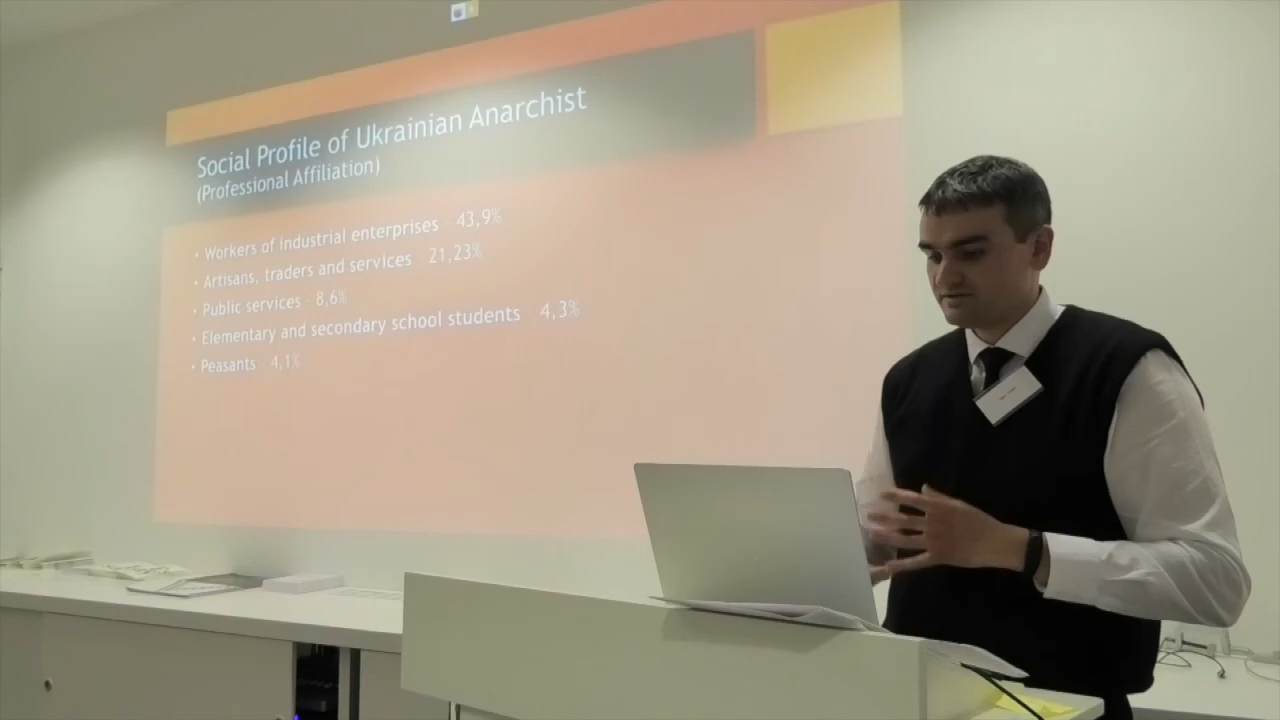 Social Profile of Ukrainian Anarchist
(Professional Affiliation)
• Workers of industrial enterprises - 43,9%
• Artisans, traders and services - 21,23%
• Public services - 8,6%
• Elementary and secondary school students - 4,3%
• Peasants - 4,1%